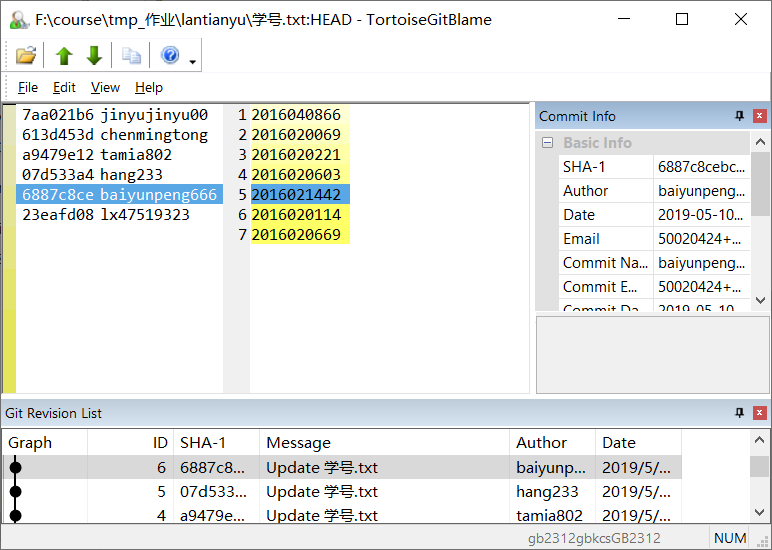 F:\course\tmp_作业\lantianyu\学号.txt:HEAD - TortoiseGitBlame
File Edit View Help
7aa021b6 jinyujinyu00 1 2016040866
613d453d chenmingtong 2 2016020069
a9479e12 tamia802 3 2016020221
07d533a4 hang233 4 2016020603
6887c8ce baiyunpeng666 5 2016021442
23eafd08 lx47519323 6 2016020114
7 2016020669
Commit Info
Basic Info
SHA-1 6887c8cebc...
Author baiyunpeng...
Date 2019-05-10...
Email 50020424+...
Commit Na... baiyunpeng...
Commit E... 50020424+...
Commit Da... 2019-05-10...
Git Revision List
Graph ID SHA-1 Message Author Date
6 6887c8... Update 学号.txt baiyunp... 2019/5/...
5 07d533... Update 学号.txt hang233 2019/5/...
4 a9479e... Update 学号.txt tamia802 2019/5/...
gb2312gbkcsGB2312 NUM